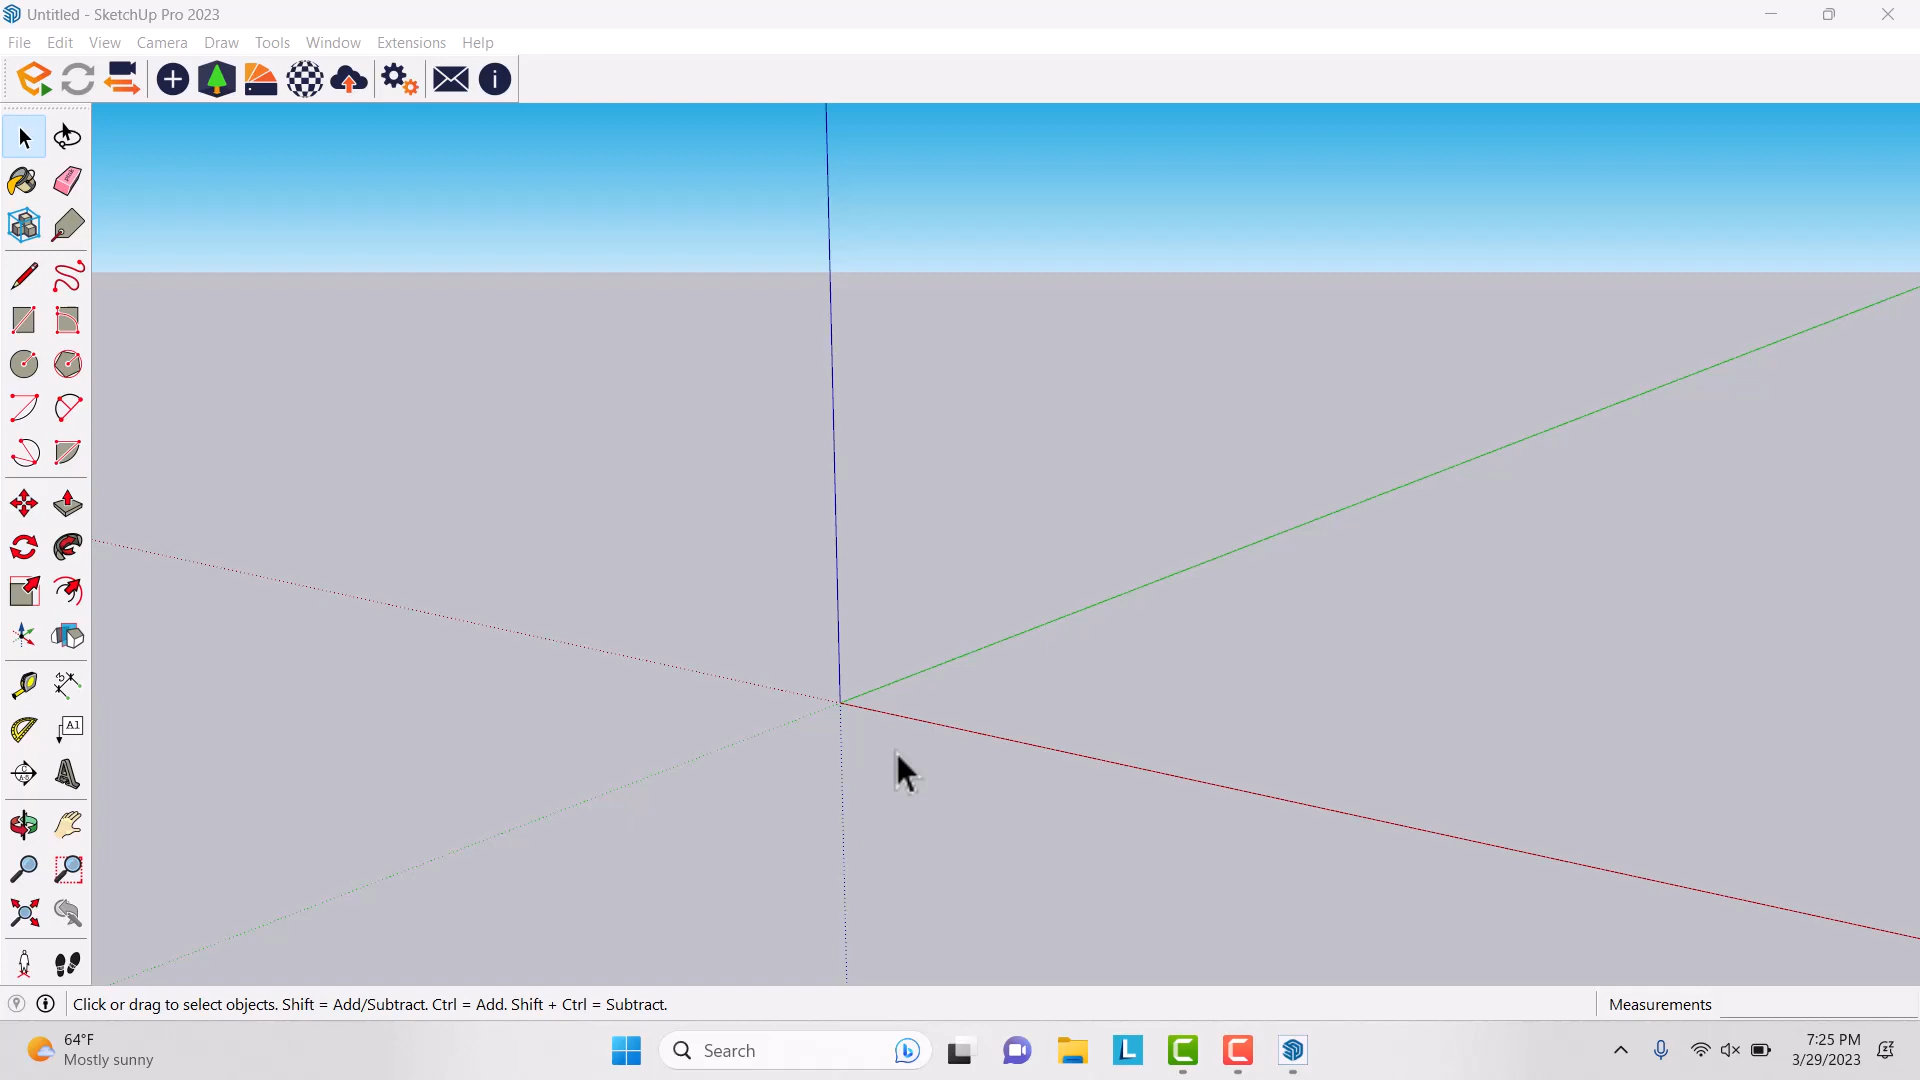 Untitled - SketchUp Pro 2023
File Edit View Camera Draw Tools Window Extensions Help
A1
Click or drag to select objects. Shift = Add/Subtract. Ctrl = Add. Shift + Ctrl = Subtract.
Measurements
64°F
Mostly sunny
Search
L
7:25 PM
3/29/2023